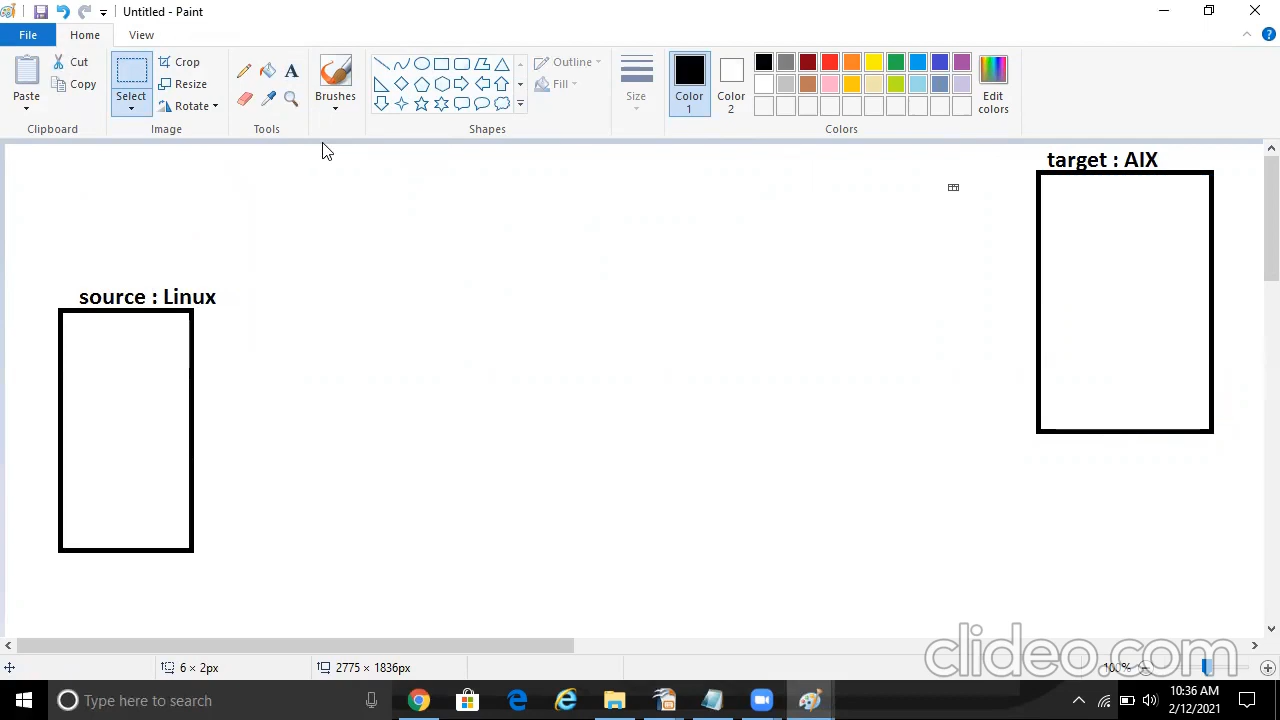 Untitled - Paint
File
Home
View
Paste
Cut
Copy
Clipboard
Select
Crop
Resize
Rotate
Image
A
Tools
Brushes
Shapes
Outline
Fill
Size
Color
1
Color
2
Edit
colors
Colors
target : AIX
source : Linux
6 × 2px
2775 × 1836px
100%
clideo.com
Type here to search
10:36 AM
2/12/2021